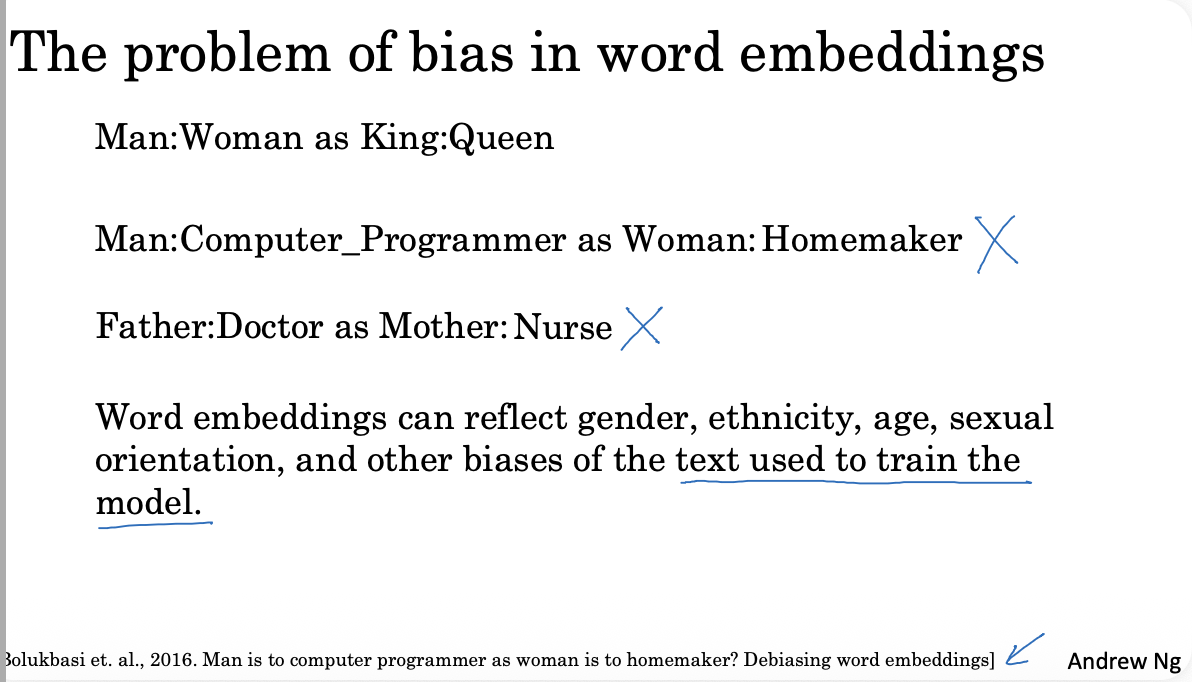 The problem of bias in word embeddings
Man:Woman as King:Queen
Man:Computer_Programmer as Woman:Homemaker
Father:Doctor as Mother:Nurse
Word embeddings can reflect gender, ethnicity, age, sexual
orientation, and other biases of the text used to train the
model.
Bolukbasi et. al., 2016. Man is to computer programmer as woman is to homemaker? Debiasing word embeddings]
Andrew Ng